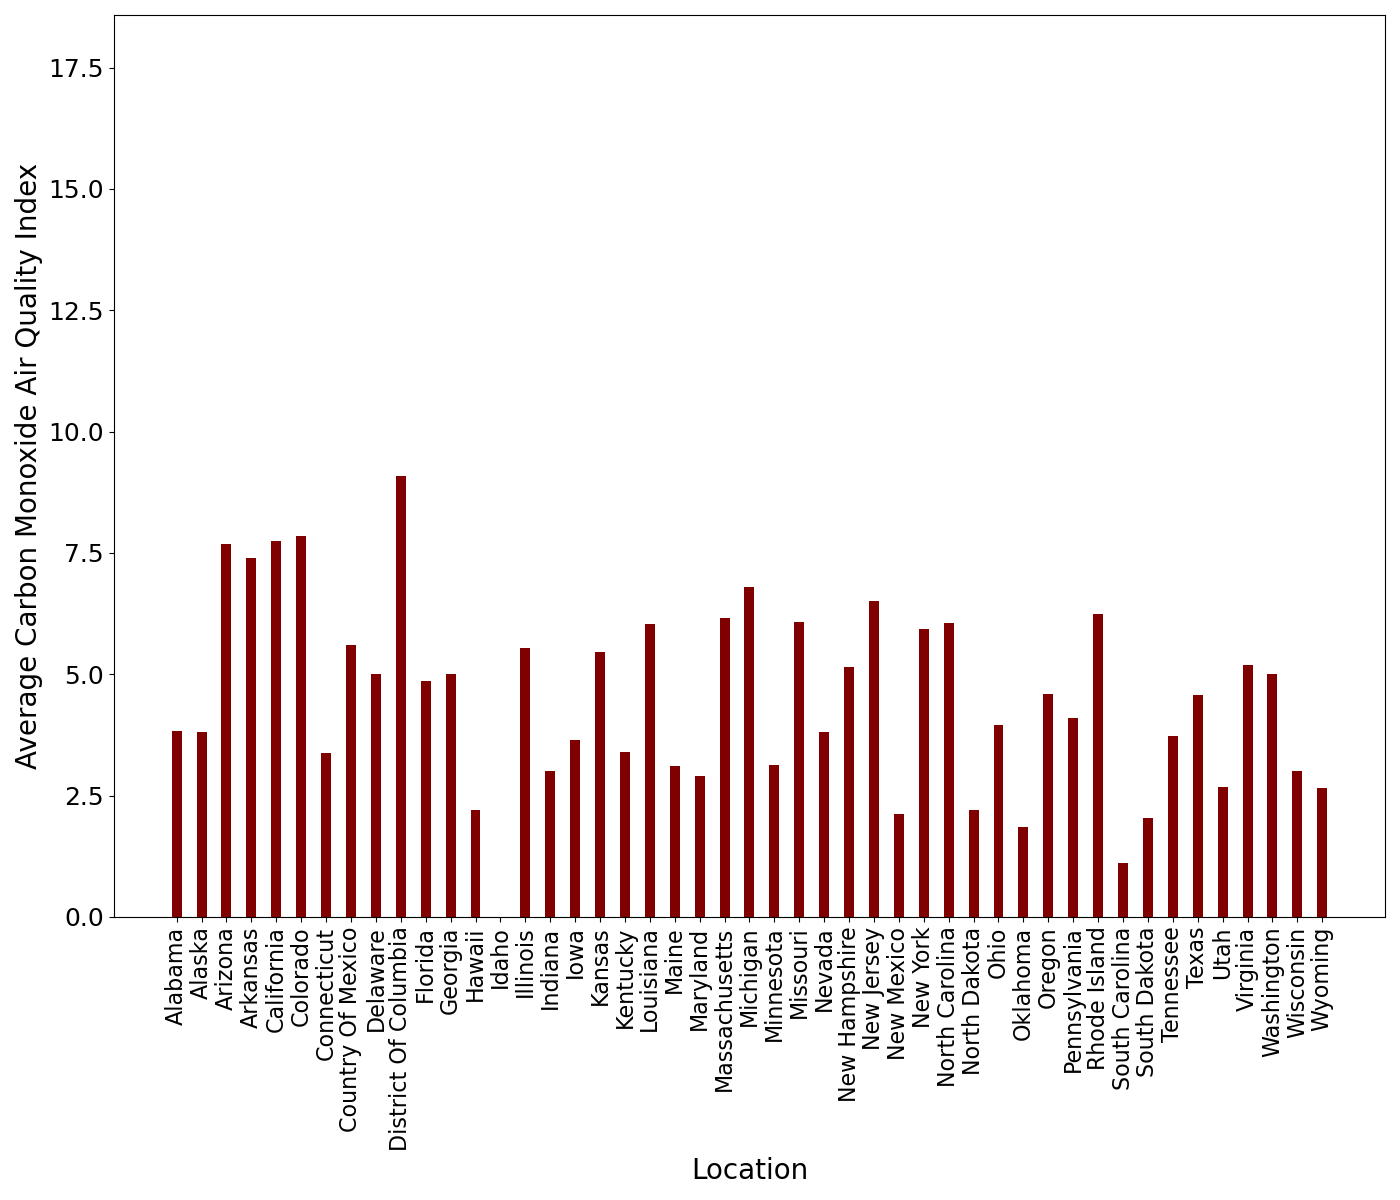 Average Carbon Monoxide Air Quality Index
17.5
15.0
12.5
10.0
7.5
5.0
2.5
0.0
Alabama
Alaska
Arizona
Arkansas
California
Colorado
Connecticut
Country Of Mexico
Delaware
District Of Columbia
Florida
Georgia
Hawaii
Idaho
Illinois
Indiana
Iowa
Kansas
Kentucky
Louisiana
Maine
Maryland
Massachusetts
Michigan
Minnesota
Missouri
Nevada
New Hampshire
New Jersey
New Mexico
New York
North Carolina
North Dakota
Ohio
Oklahoma
Oregon
Pennsylvania
Rhode Island
South Carolina
South Dakota
Tennessee
Texas
Utah
Virginia
Washington
Wisconsin
Wyoming
Location